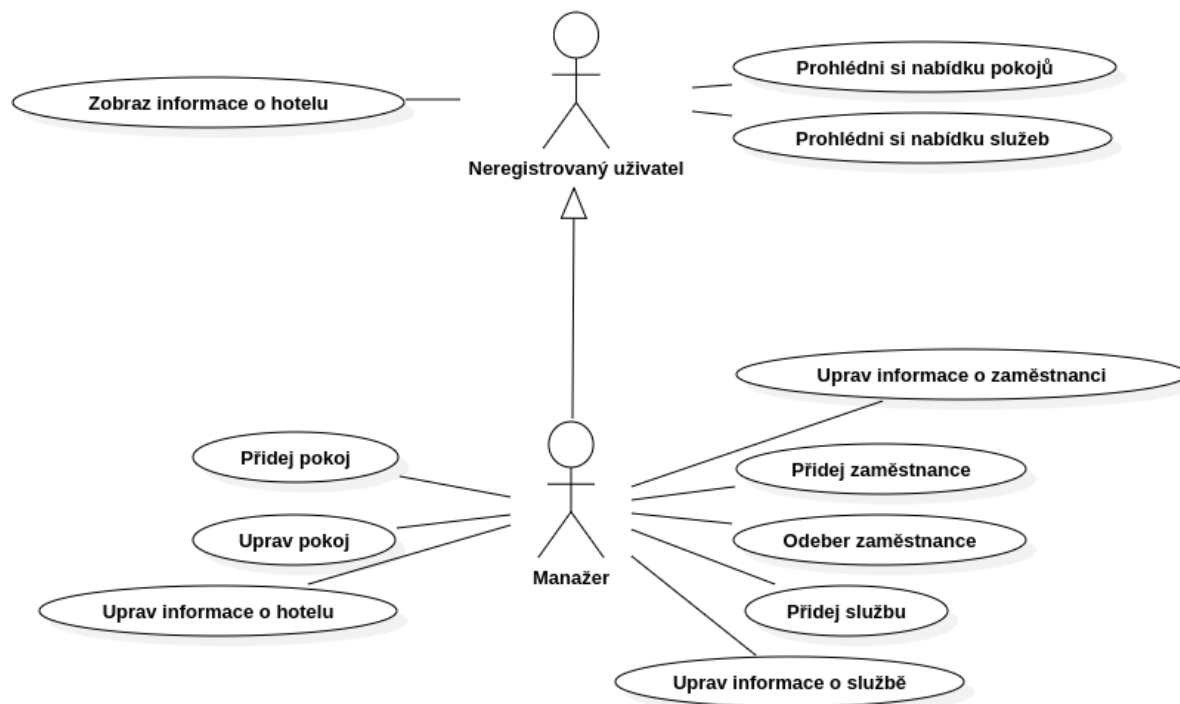 Prohlédni si nabídku pokojů
Zobraz informace o hotelu
Prohlédni si nabídku služeb
Neregistrovaný uživatel
Uprav informace o zaměstnanci
Přidej pokoj
Přidej zaměstnance
Uprav pokoj
Odeber zaměstnance
Manažer
Uprav informace o hotelu
Přidej službu
Uprav informace o službě